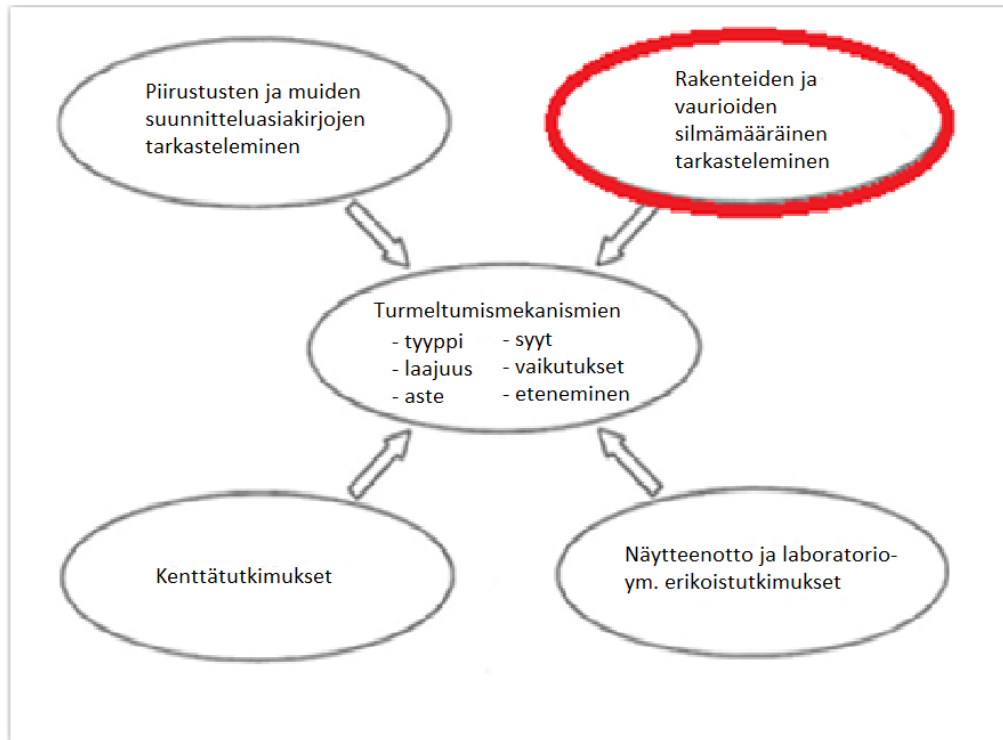 Piirustusten ja muiden
suunnitteluasiakirjojen
tarkasteleminen
Rakenteiden ja
vaurioiden
silmämääräinen
tarkasteleminen
Turmeltumismekanismien
- tyyppi - syyt
- laajuus - vaikutukset
- aste - eteneminen
Kenttätutkimukset
Näytteenotto ja laboratorio-
ym. erikoistutkimukset